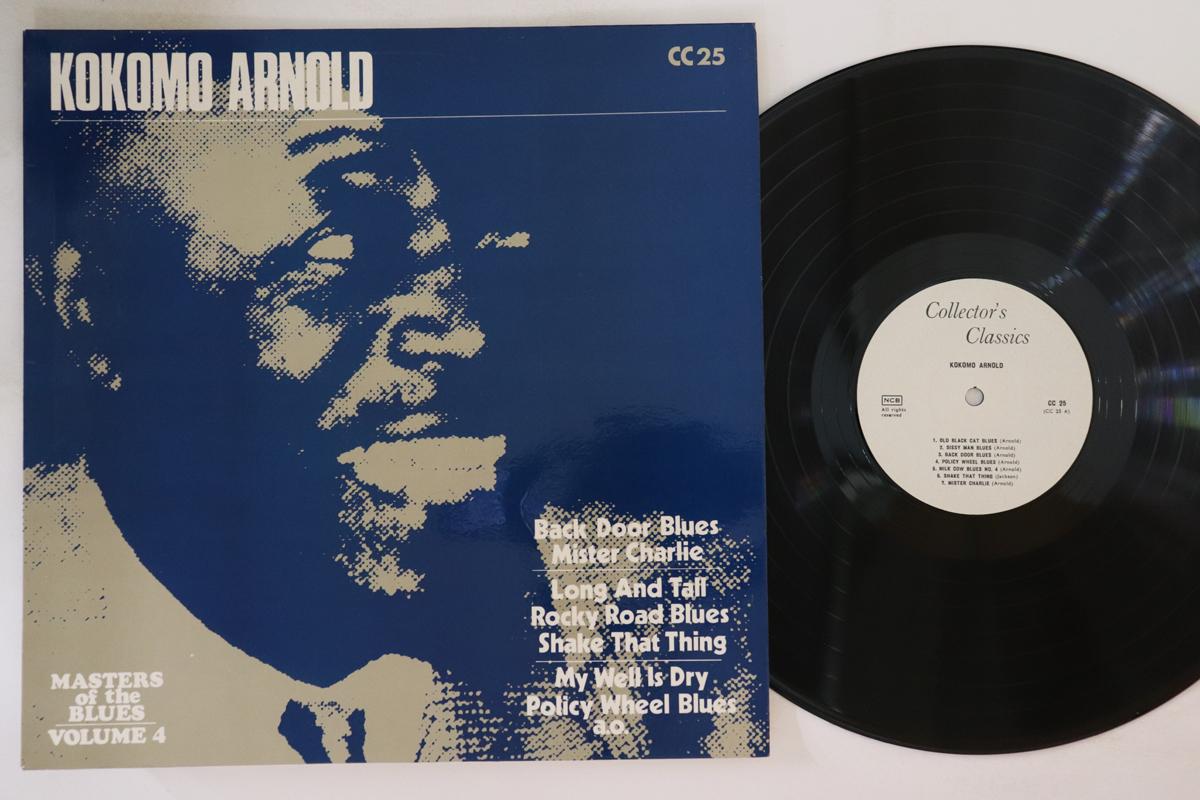 KOKOMO ARNOLD
CC 25
Back Door Blues
Mister Charlie
Long And Tall
Rocky Road Blues
Shake That Thing
My Well Is Dry
Policy Wheel Blues
a.o.
MASTERS
of the
BLUES
VOLUME 4
Collector's
Classics
KOKOMO ARNOLD
NCB
All rights
reserved
CC 25
(CC 25 A)
1. OLD BLACK CAT BLUES (Arnold)
2. SISSY MAN BLUES (Arnold)
3. BACK DOOR BLUES (Arnold)
4. POLICY WHEEL BLUES (Arnold)
5. MILK COW BLUES NO. 4 (Arnold)
6. SHAKE THAT THING (Jackson)
7. MISTER CHARLIE (Arnold)